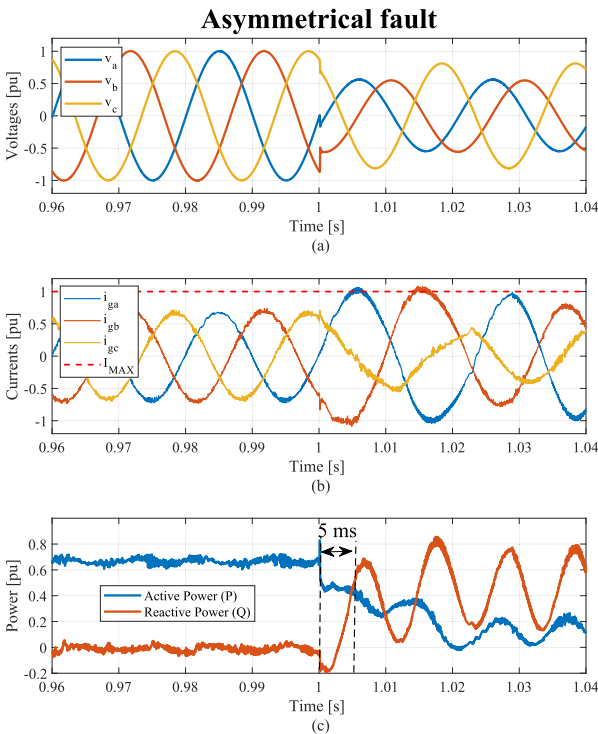 Asymmetrical fault
1
0.5
0
-0.5
-1
Voltages [pu]
v_a
v_b
v_c
0.96 0.97 0.98 0.99 1 1.01 1.02 1.03 1.04
Time [s]
(a)
1
0.5
0
-0.5
-1
Currents [pu]
i_ga
i_gb
i_gc
I_MAX
0.96 0.97 0.98 0.99 1 1.01 1.02 1.03 1.04
Time [s]
(b)
5 ms
0.8
0.6
0.4
0.2
0
-0.2
Power [pu]
Active Power (P)
Reactive Power (Q)
0.96 0.97 0.98 0.99 1 1.01 1.02 1.03 1.04
Time [s]
(c)